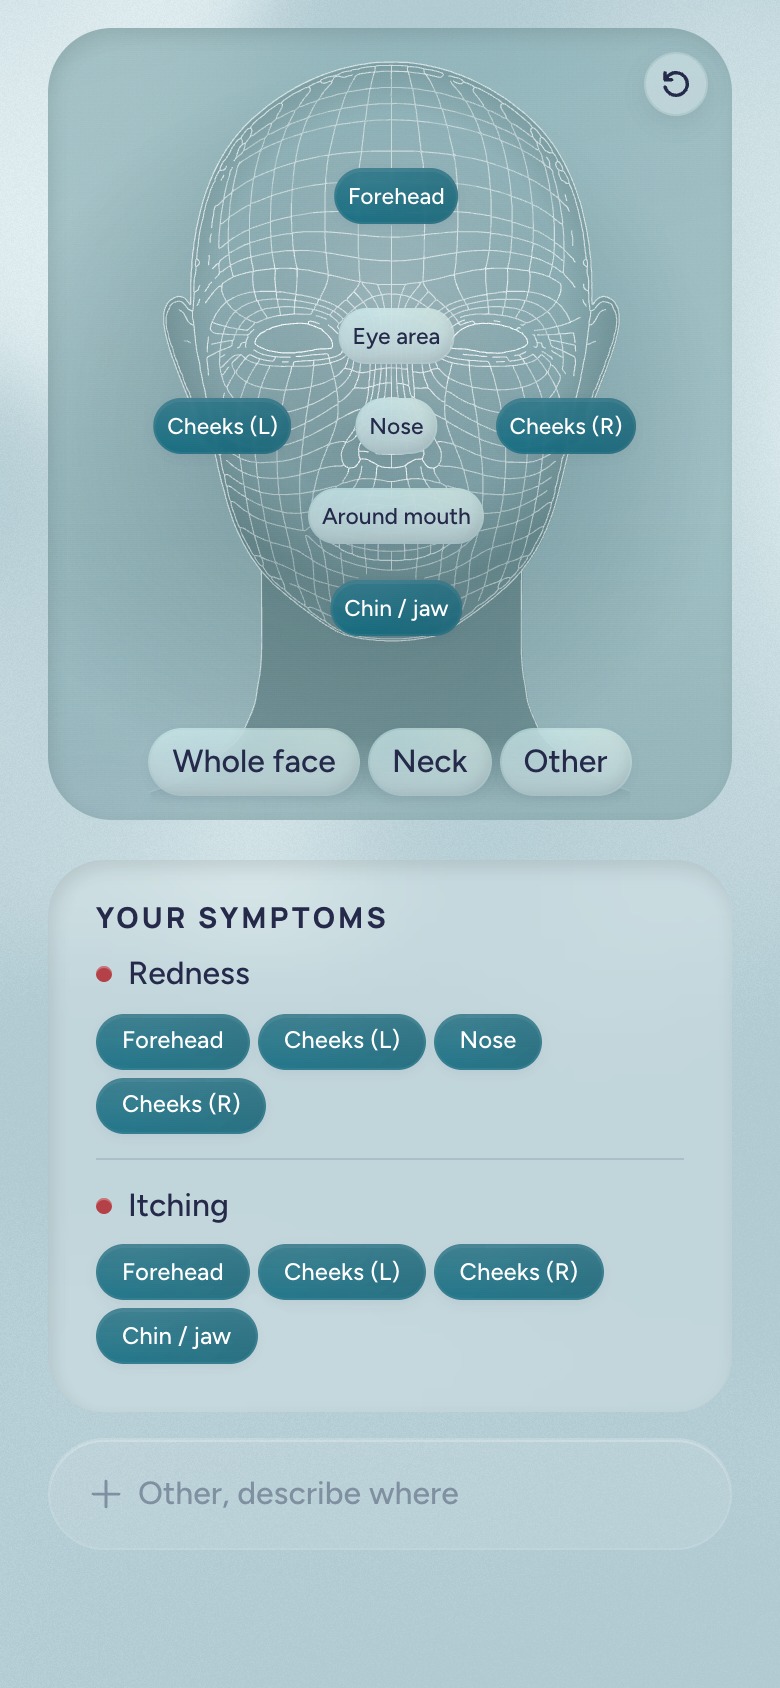 Forehead
Eye area
Cheeks (L) Nose Cheeks (R)
Around mouth
Chin / jaw
Whole face Neck Other
YOUR SYMPTOMS
Redness
Forehead Cheeks (L) Nose
Cheeks (R)
Itching
Forehead Cheeks (L) Cheeks (R)
Chin / jaw
Other, describe where